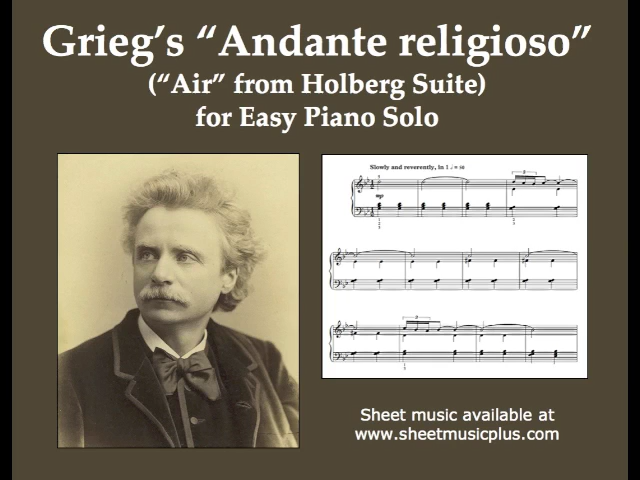 Grieg's “Andante religioso”
(“Air” from Holberg Suite)
for Easy Piano Solo
Slowly and reverently, in 1 ♩ = 50
mp
Sheet music available at
www.sheetmusicplus.com